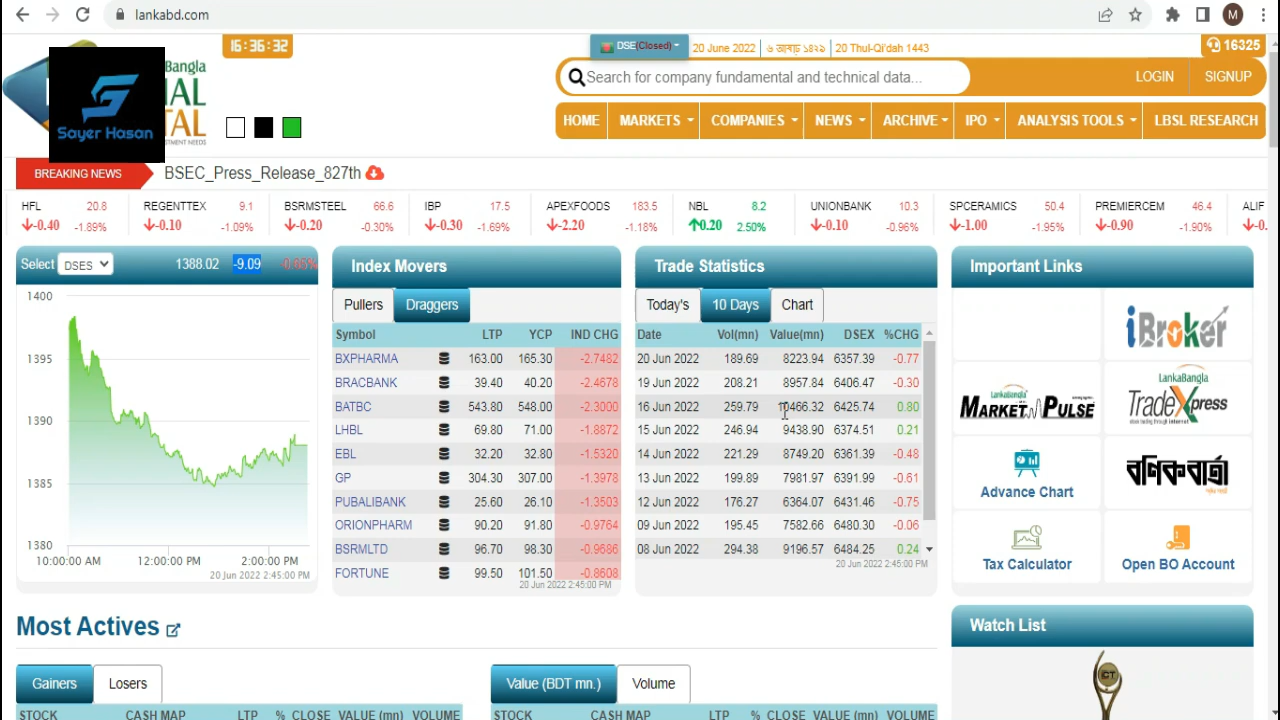 lankabd.com
M
16:36:32
DSE(Closed)
20 June 2022
20 Thul-Qi'dah 1443
16325
Bangla
Sayer Hasan
Search for company fundamental and technical data...
LOGIN
SIGNUP
HOME MARKETS COMPANIES NEWS ARCHIVE IPO ANALYSIS TOOLS LBSL RESEARCH
BREAKING NEWS
BSEC_Press_Release_827th
HFL 20.8 REGENTTEX 9.1 BSRMSTEEL 66.6 IBP 17.5 APEXFOODS 183.5 NBL 8.2 UNIONBANK 10.3 SPCERAMICS 50.4 PREMIERCEM 46.4 ALIF
-0.40 -1.89% -0.10 -1.09% -0.20 -0.30% -0.30 -1.69% -2.20 -1.18% 0.20 2.50% -0.10 -0.96% -1.00 -1.95% -0.90 -1.90% -0.
Select DSES 1388.02 -9.09
1400
1395
1390
1385
1380
10:00:00 AM 12:00:00 PM 2:00:00 PM
20 Jun 2022 2:45:00 PM
Index Movers
Pullers Draggers
Symbol LTP YCP IND CHG
BXPHARMA 163.00 165.30 -2.7482
BRACBANK 39.40 40.20 -2.4678
BATBC 543.80 548.00 -2.3000
LHBL 69.80 71.00 -1.8872
EBL 32.20 32.80 -1.5320
GP 304.30 307.00 -1.3978
PUBALIBANK 25.60 26.10 -1.3503
ORIONPHARM 90.20 91.80 -0.9764
BSRMLTD 96.70 98.30 -0.9686
FORTUNE 99.50 101.50 -0.8608
20 Jun 2022 2:45:00 PM
Trade Statistics
Today's 10 Days Chart
Date Vol(mn) Value(mn) DSEX %CHG
20 Jun 2022 189.69 8223.94 6357.39 -0.77
19 Jun 2022 208.21 8957.84 6406.47 -0.30
16 Jun 2022 259.79 10466.32 6425.74 0.80
15 Jun 2022 246.94 9438.90 6374.51 0.21
14 Jun 2022 221.29 8749.20 6361.39 -0.48
13 Jun 2022 199.89 7981.97 6391.99 -0.61
12 Jun 2022 176.27 6364.07 6431.46 -0.75
09 Jun 2022 195.45 7582.66 6480.30 -0.06
08 Jun 2022 294.38 9196.57 6484.25 0.24
20 Jun 2022 2:45:00 PM
Important Links
iBroker
LankaBangla
MARKET PULSE
LankaBangla
TradeXpress
Advance Chart
বণিক বার্তা
Tax Calculator
Open BO Account
Most Actives
Gainers Losers
STOCK CASH MAP LTP % CLOSE VALUE (mn) VOLUME
Value (BDT mn.) Volume
STOCK CASH MAP LTP % CLOSE VALUE (mn) VOLUME
Watch List